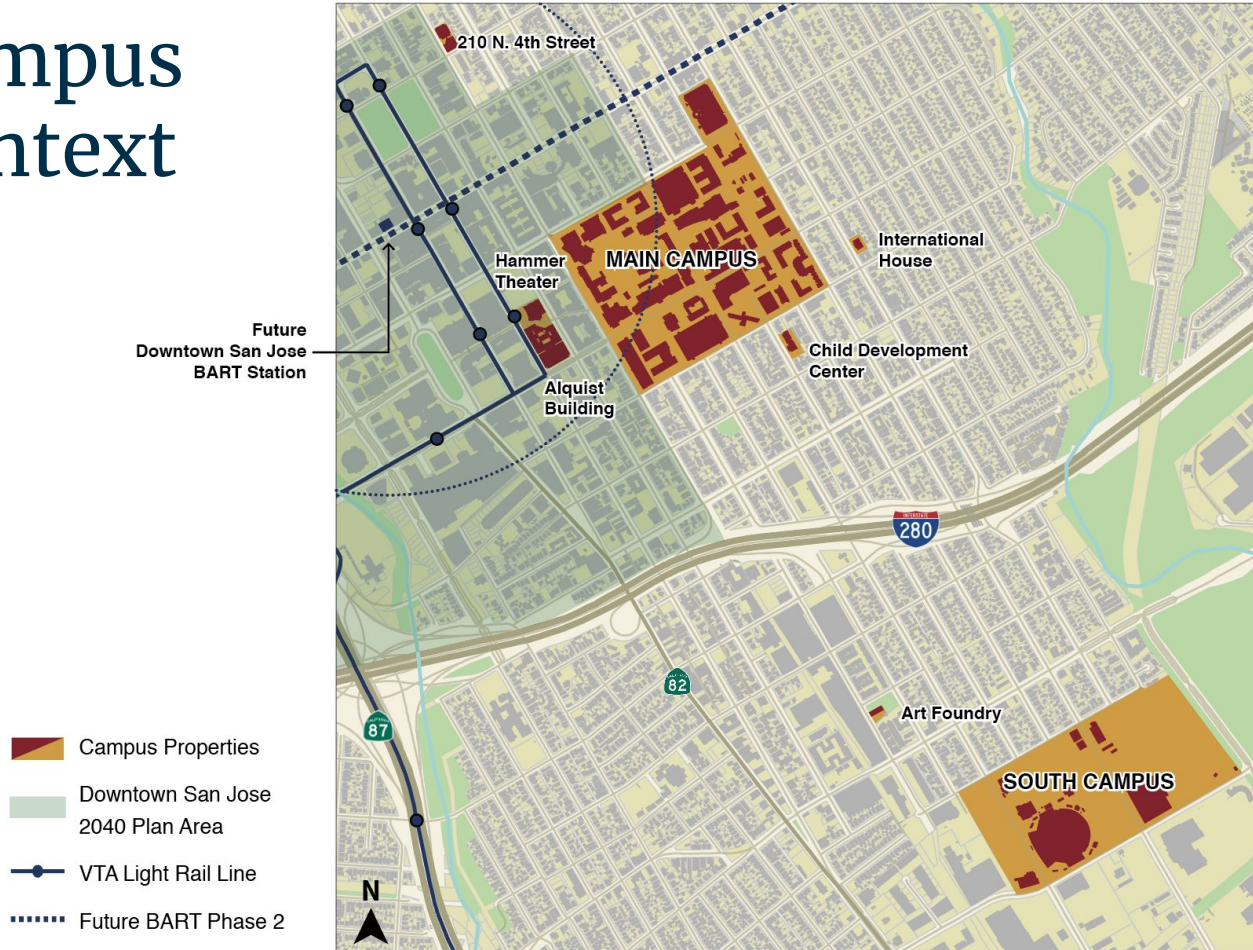 mpus
ntext
210 N. 4th Street
Hammer
Theater
MAIN CAMPUS
International
House
Future
Downtown San Jose
BART Station
Child Development
Center
Alquist
Building
INTERSTATE
280
82
CALIFORNIA
87
Art Foundry
SOUTH CAMPUS
Campus Properties
Downtown San Jose
2040 Plan Area
VTA Light Rail Line
Future BART Phase 2
N